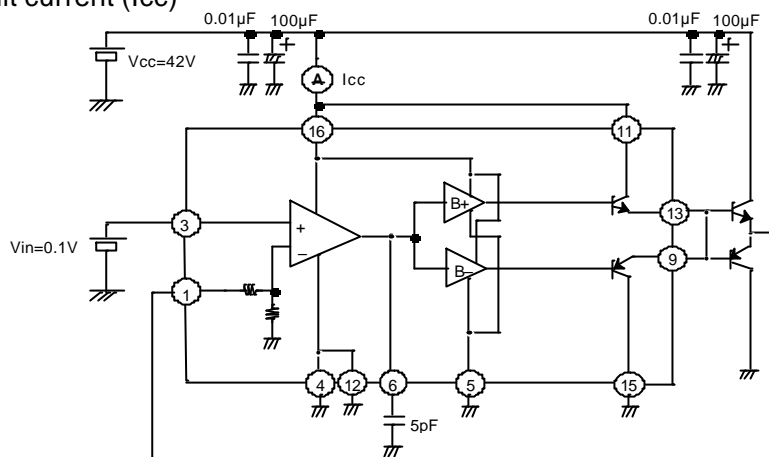 it current (Icc)
0.01μF
100μF
+
0.01μF
100μF
+
Vcc=42V
A
Icc
16
11
3
+
−
B+
B−
13
9
Vin=0.1V
1
4
12
6
5
15
5pF